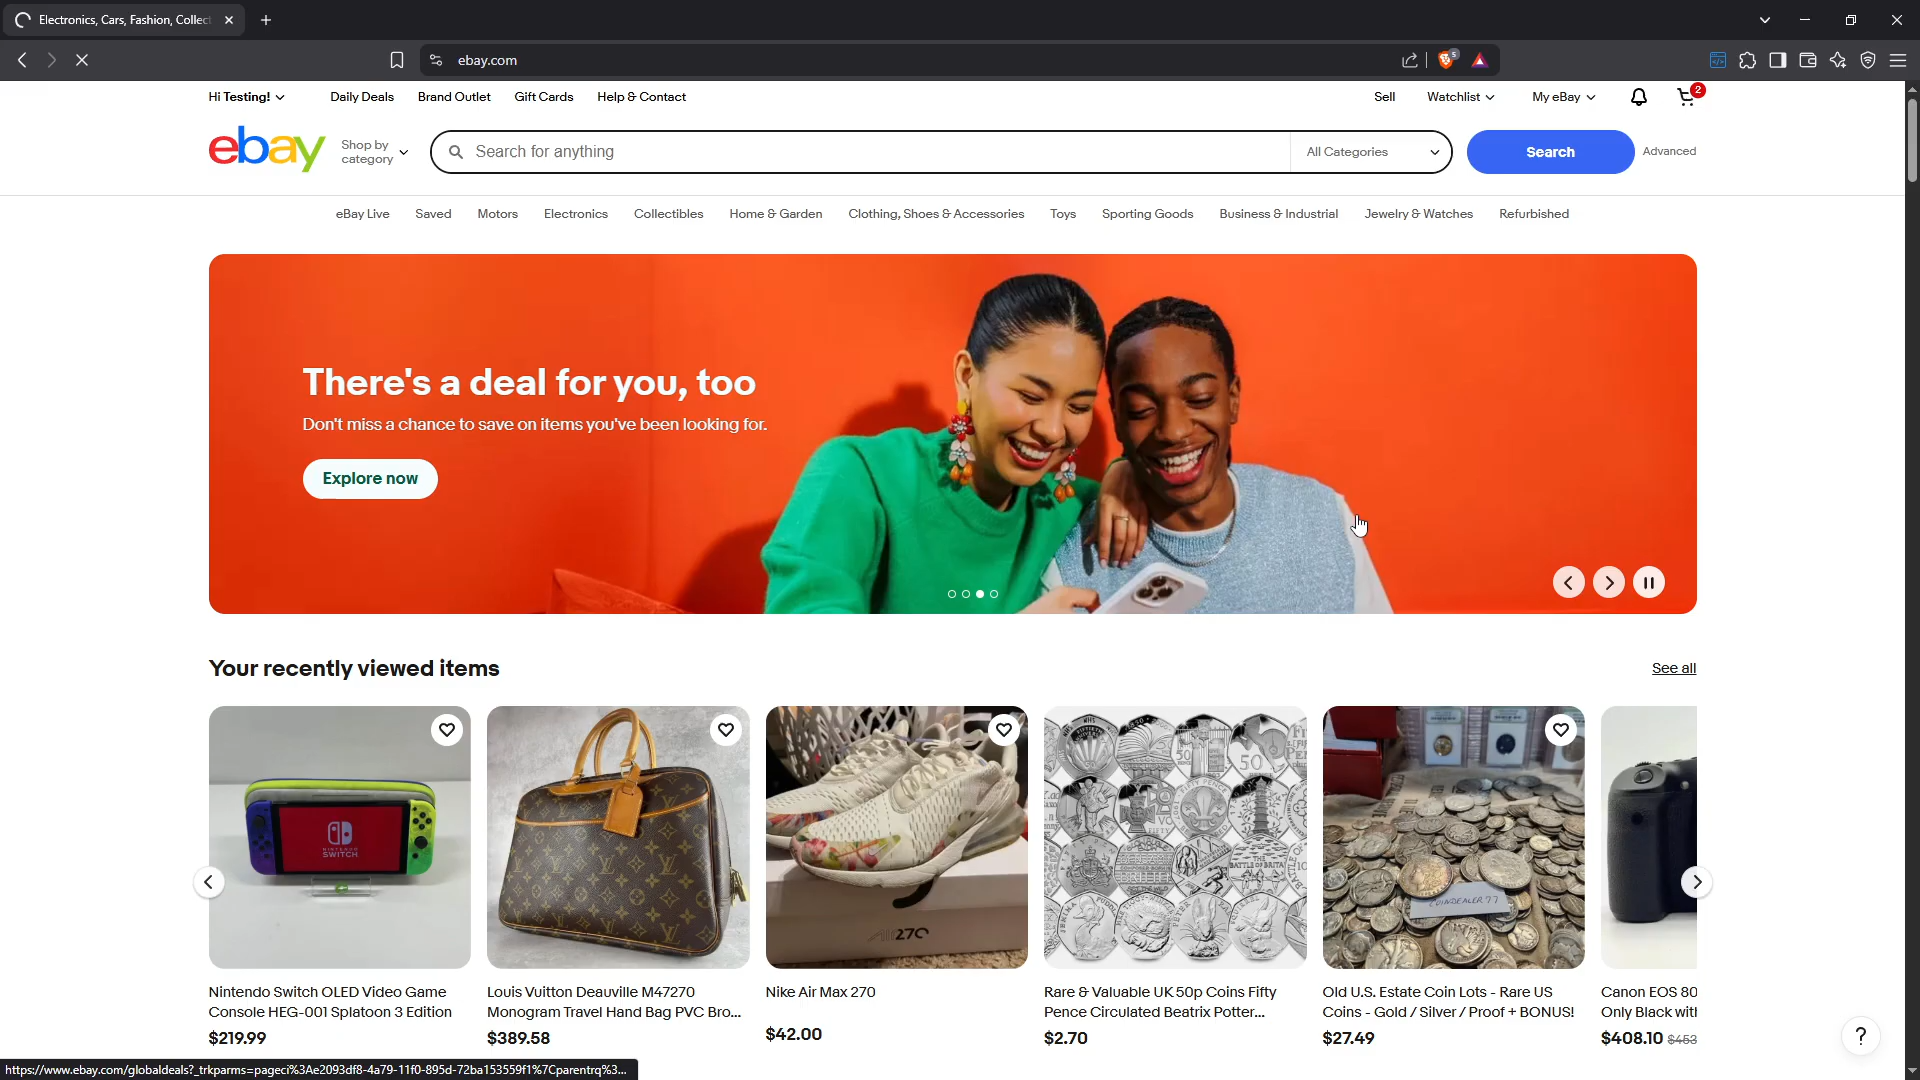 Electronics, Cars, Fashion, Collec
ebay.com
5
Hi Testing!
Daily Deals
Brand Outlet
Gift Cards
Help & Contact
Sell
Watchlist
My eBay
2
ebay
Shop by
category
Search for anything
All Categories
Search
Advanced
eBay Live
Saved
Motors
Electronics
Collectibles
Home & Garden
Clothing, Shoes & Accessories
Toys
Sporting Goods
Business & Industrial
Jewelry & Watches
Refurbished
There's a deal for you, too
Don't miss a chance to save on items you've been looking for.
Explore now
Your recently viewed items
See all
NINTENDO
SWITCH
AIR270
COINDEALER77
Nintendo Switch OLED Video Game
Console HEG-001 Splatoon 3 Edition
$219.99
Louis Vuitton Deauville M47270
Monogram Travel Hand Bag PVC Bro...
$389.58
Nike Air Max 270
$42.00
Rare & Valuable UK 50p Coins Fifty
Pence Circulated Beatrix Potter...
$2.70
Old U.S. Estate Coin Lots - Rare US
Coins - Gold / Silver / Proof + BONUS!
$27.49
Canon EOS 80
Only Black with
$408.10 $453
?
https://www.ebay.com/globaldeals?_trkparms=pageci%3Ae2093df8-4a79-11f0-895d-72ba153559f1%7Cparentrq%3...